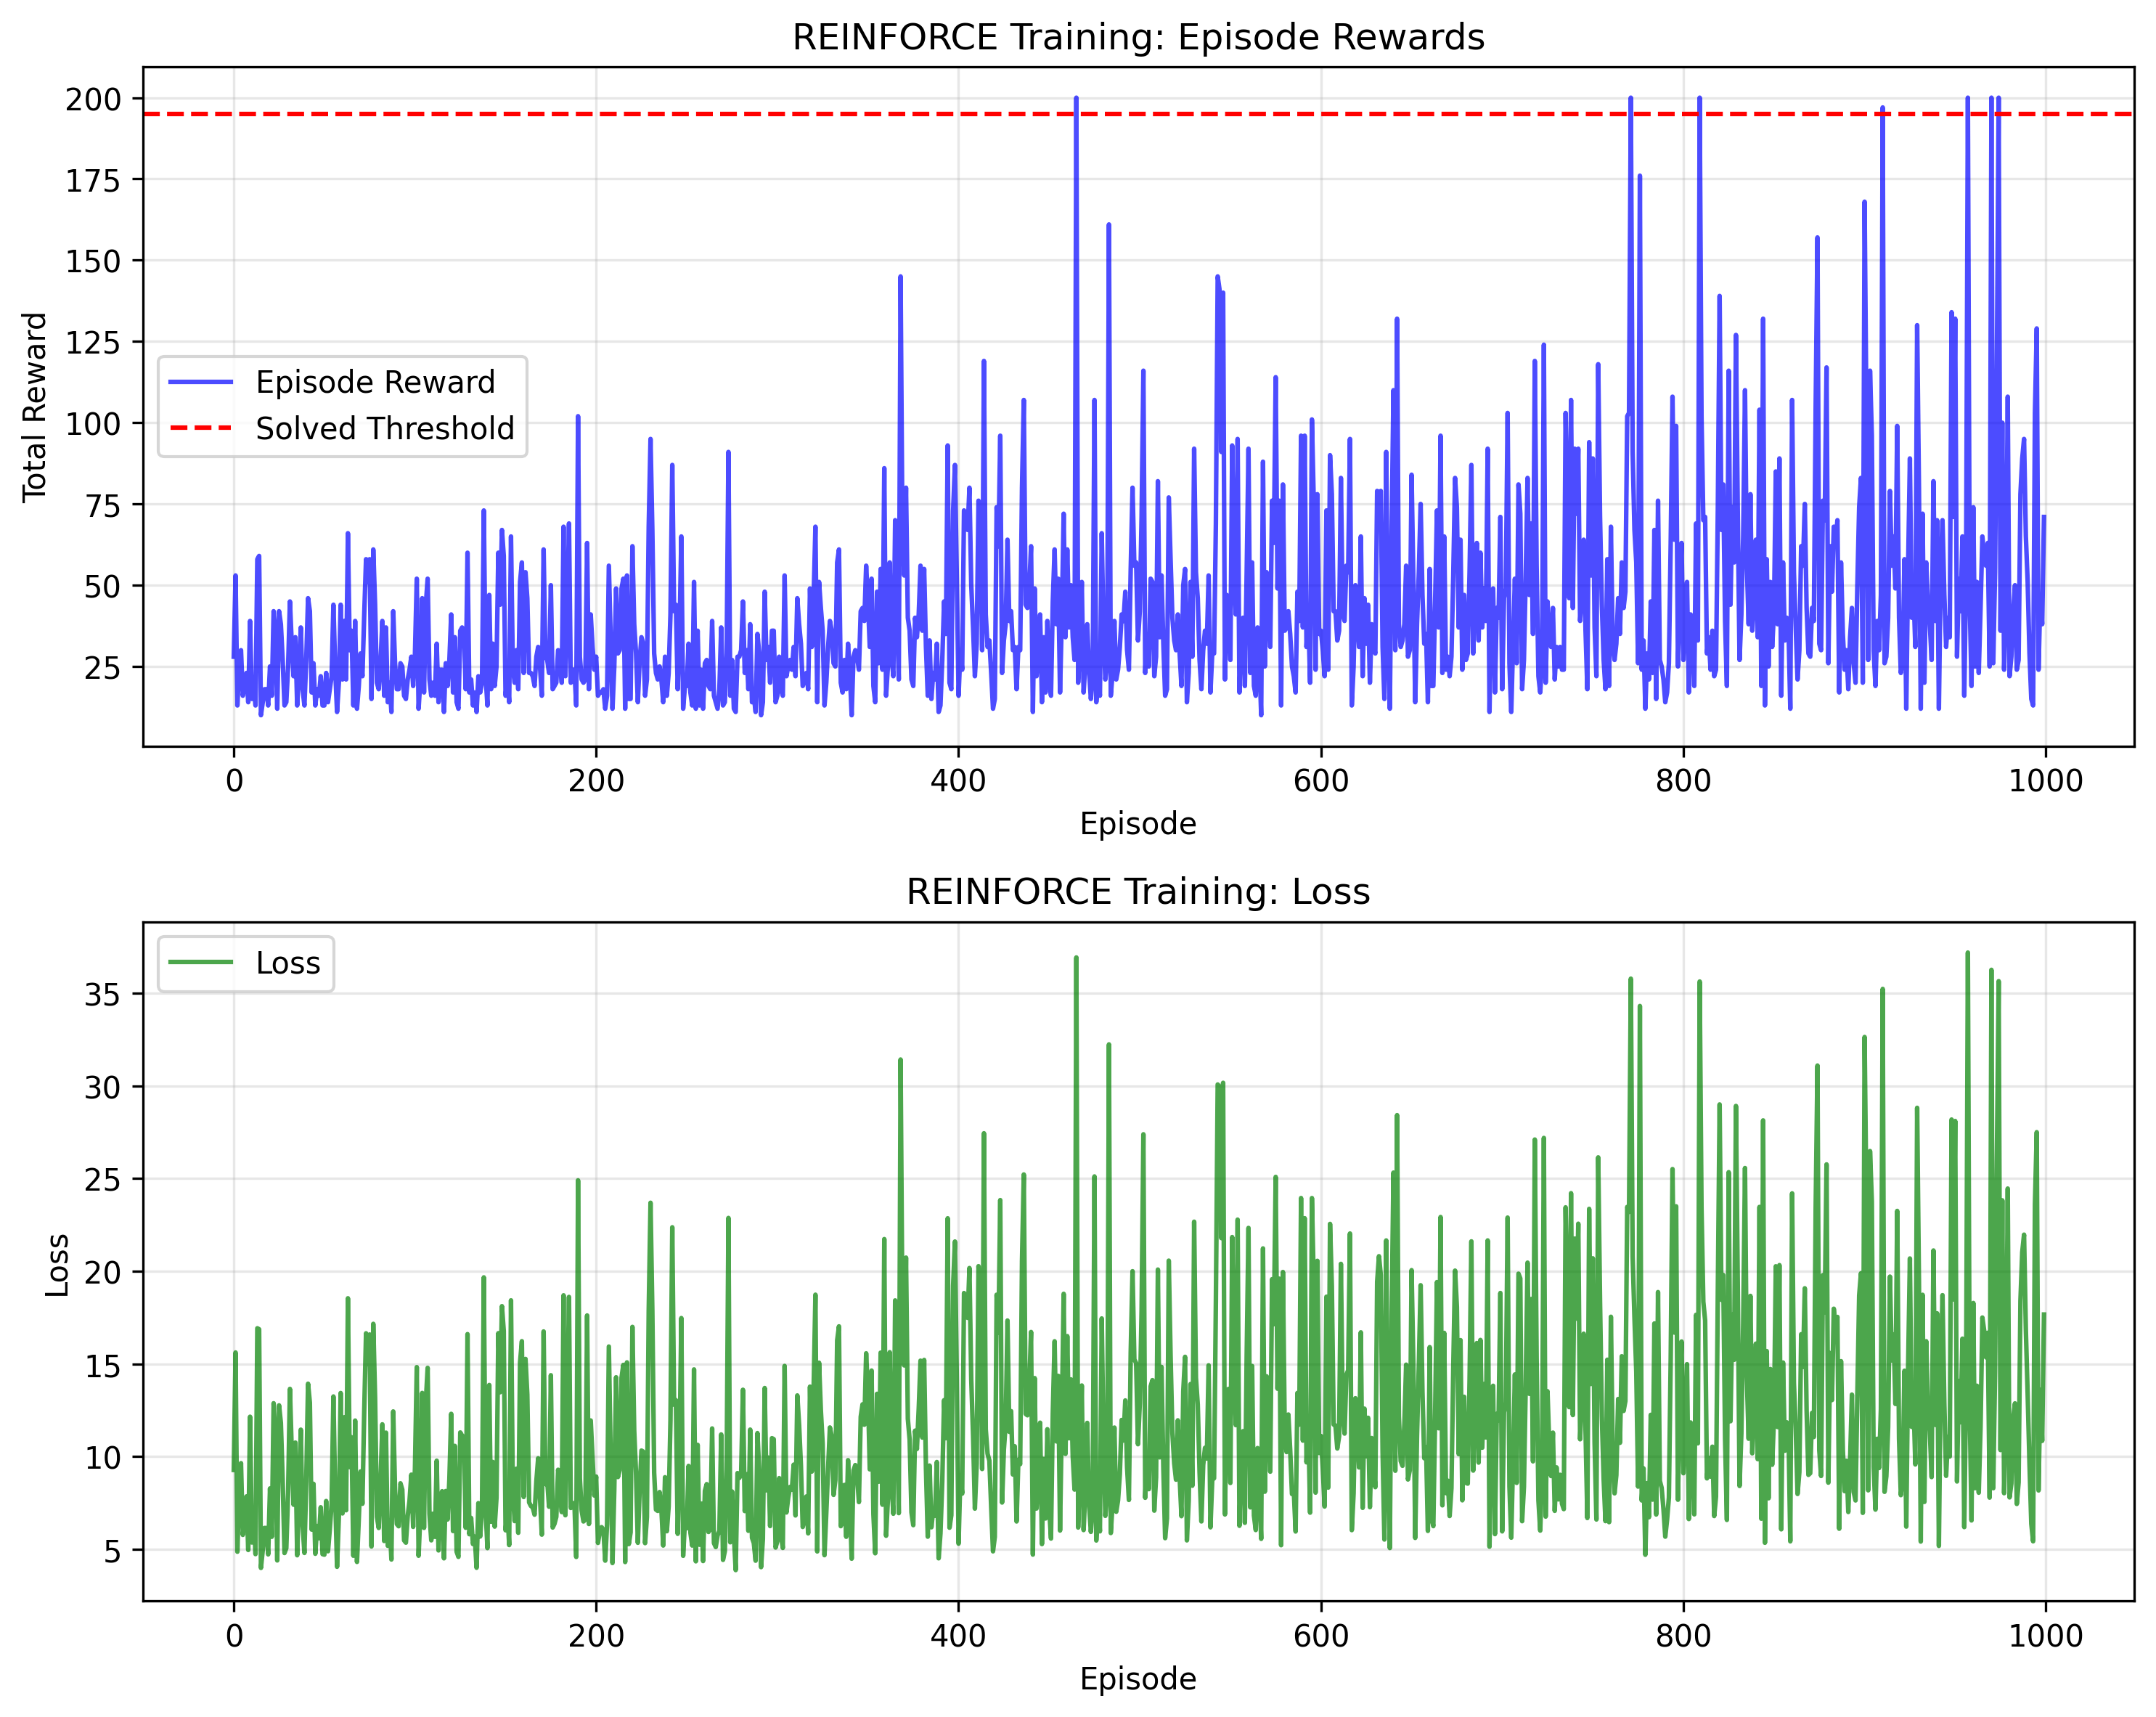 REINFORCE Training: Episode Rewards
200
175
150
125
100
75
50
25
Total Reward
Episode Reward
Solved Threshold
0 200 400 600 800 1000
Episode
REINFORCE Training: Loss
35
30
25
20
15
10
5
Loss
Loss
0 200 400 600 800 1000
Episode